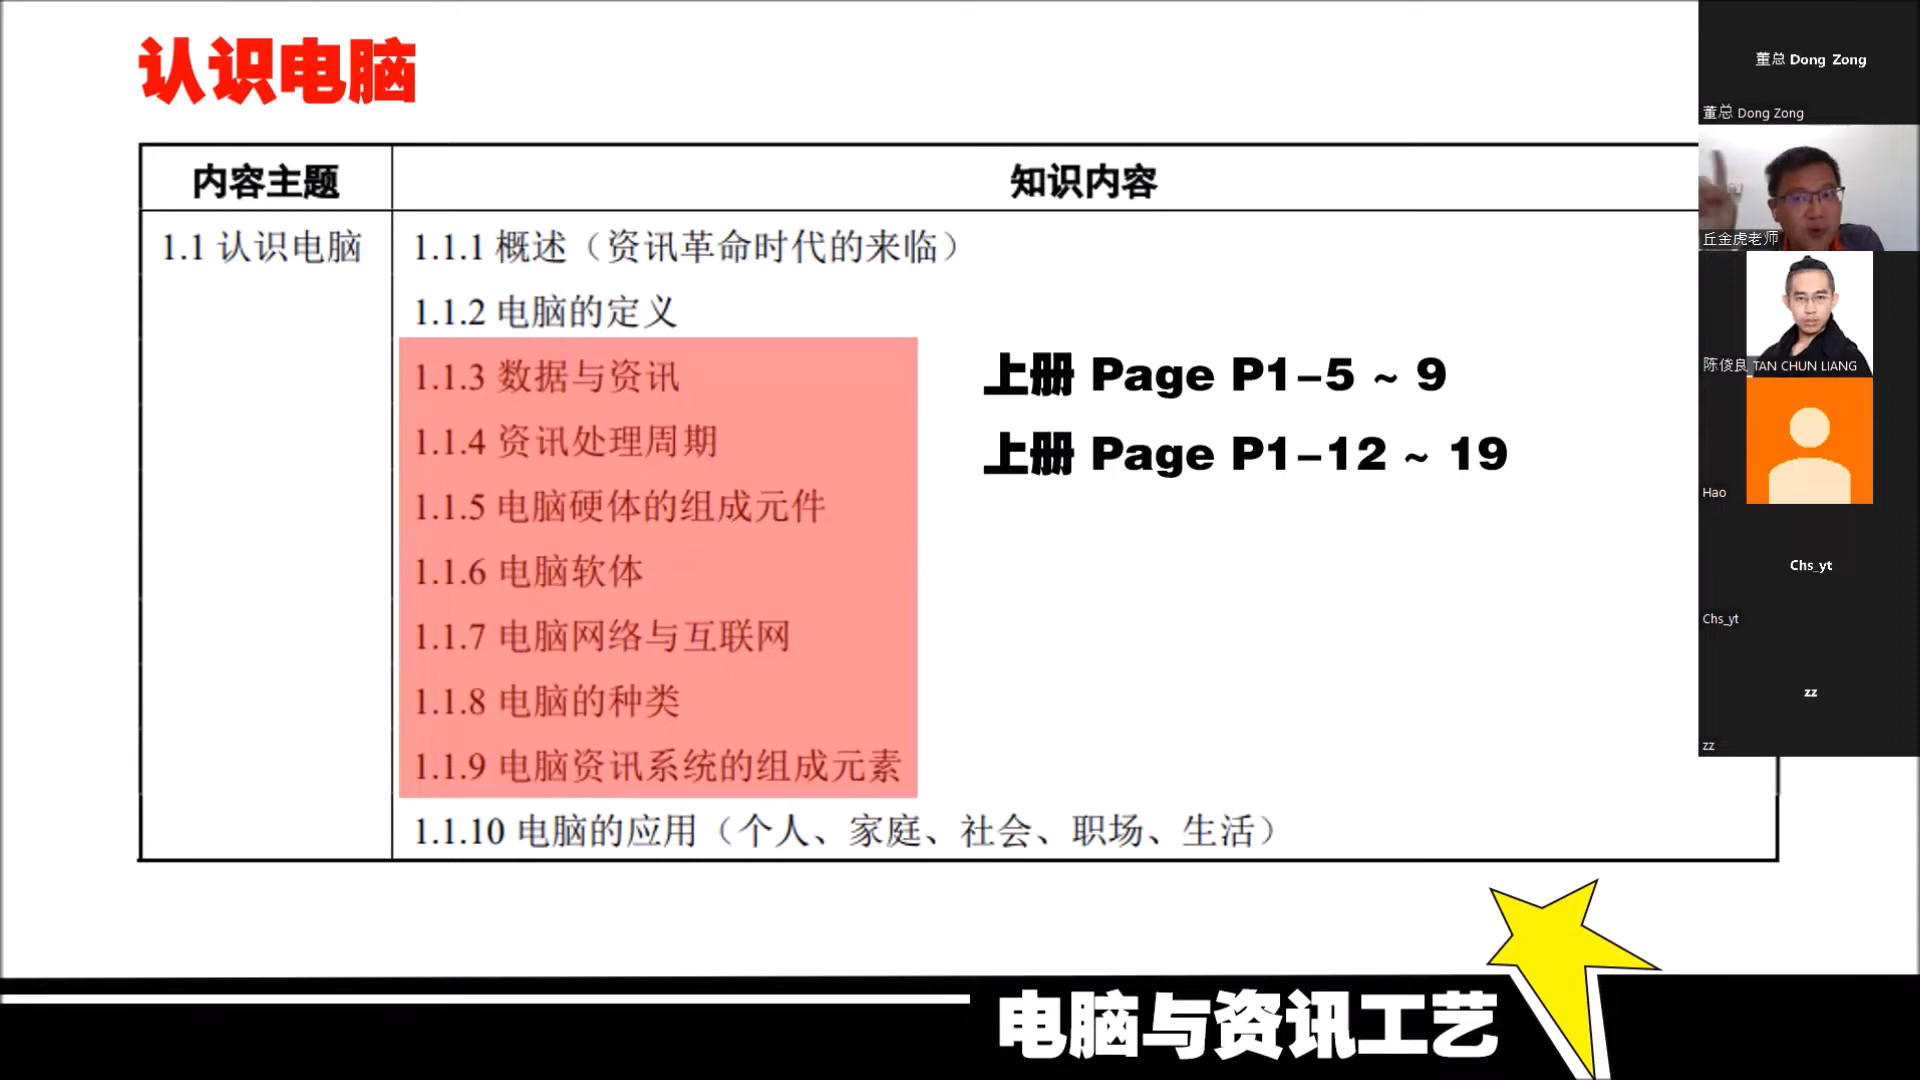 认识电脑
内容主题
知识内容
1.1 认识电脑
1.1.1 概述（资讯革命时代的来临）
1.1.2 电脑的定义
1.1.3 数据与资讯
1.1.4 资讯处理周期
1.1.5 电脑硬体的组成元件
1.1.6 电脑软体
1.1.7 电脑网络与互联网
1.1.8 电脑的种类
1.1.9 电脑资讯系统的组成元素
1.1.10 电脑的应用（个人、家庭、社会、职场、生活）
上册 Page P1-5 ~ 9
上册 Page P1-12 ~ 19
电脑与资讯工艺
董总 Dong Zong
董总 Dong Zong
丘金虎老师
陈俊良 TAN CHUN LIANG
Hao
Chs_yt
Chs_yt
zz
zz